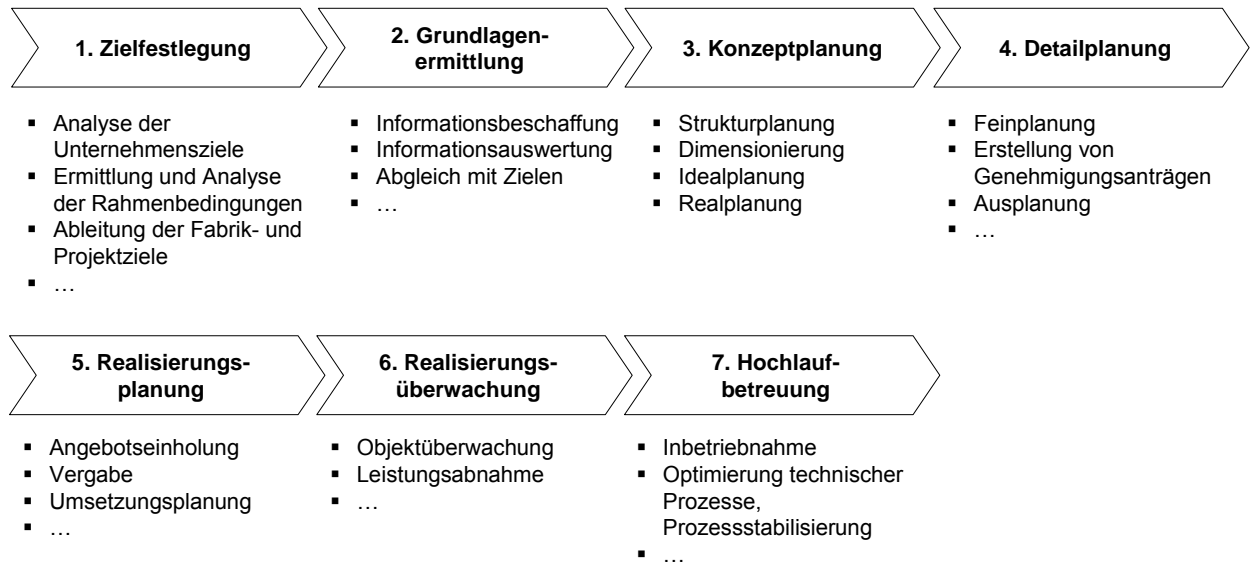 1. Zielfestlegung
2. Grundlagen-
ermittlung
3. Konzeptplanung
4. Detailplanung
▪ Analyse der
Unternehmensziele
▪ Ermittlung und Analyse
der Rahmenbedingungen
▪ Ableitung der Fabrik- und
Projektziele
▪ …
▪ Informationsbeschaffung
▪ Informationsauswertung
▪ Abgleich mit Zielen
▪ …
▪ Strukturplanung
▪ Dimensionierung
▪ Idealplanung
▪ Realplanung
▪ Feinplanung
▪ Erstellung von
Genehmigungsanträgen
▪ Ausplanung
▪ …
5. Realisierungs-
planung
6. Realisierungs-
überwachung
7. Hochlauf-
betreuung
▪ Angebotseinholung
▪ Vergabe
▪ Umsetzungsplanung
▪ …
▪ Objektüberwachung
▪ Leistungsabnahme
▪ …
▪ Inbetriebnahme
▪ Optimierung technischer
Prozesse,
Prozessstabilisierung
▪ …